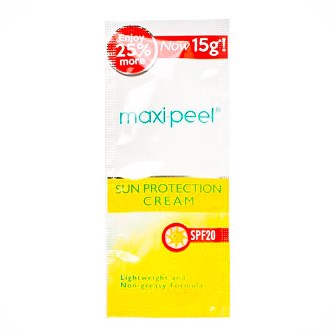 Enjoy
25%
more
Now 15g*!
maxi·peel®
SUN PROTECTION
CREAM
SPF20
Lightweight and
Non-greasy Formula